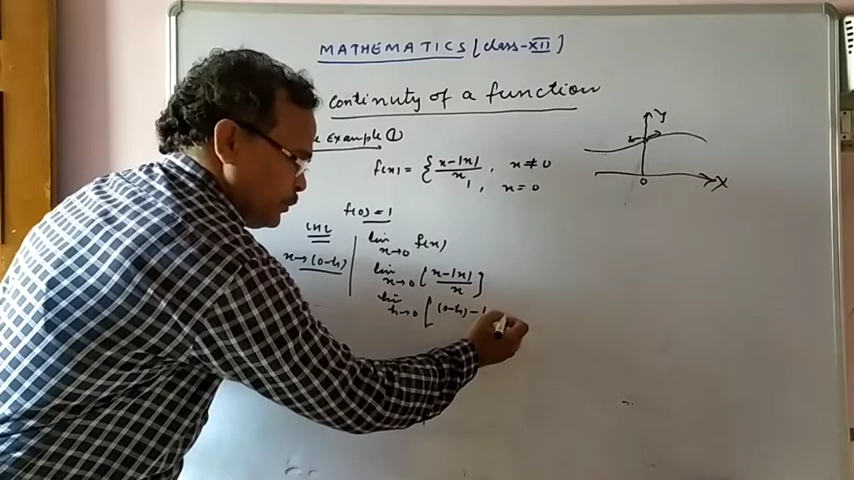 MATHEMATICS [class-XII]
continuity of a function
e Example ①
f(x) = { x-|x| / x , x ≠ 0
1 , x = 0
f(0) = 1
LHL
x→(0-h)
lim x→0 f(x)
lim x→0 [ x-|x| / x ]
lim h→0 [ (0-h) - |
y
X
0